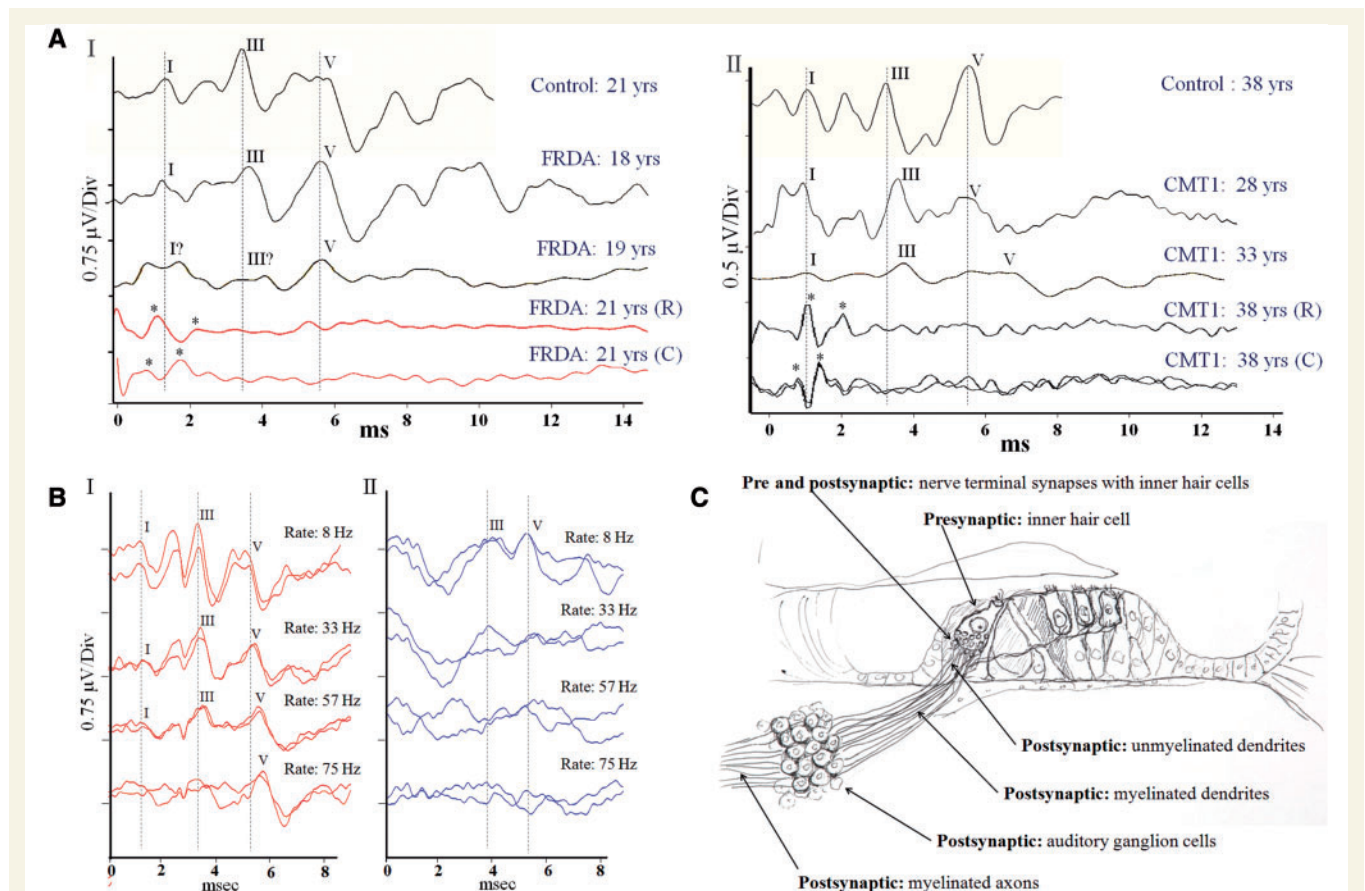 A
I
I
III
V
Control: 21 yrs
FRDA: 18 yrs
I
III
V
FRDA: 19 yrs
I?
III?
V
FRDA: 21 yrs (R)
* *
FRDA: 21 yrs (C)
* *
0.75 µV/Div
0 2 4 6 8 10 12 14
ms
II
I
III
V
Control : 38 yrs
CMT1: 28 yrs
I
III
V
CMT1: 33 yrs
I
III
V
CMT1: 38 yrs (R)
* *
CMT1: 38 yrs (C)
* *
0.5 µV/Div
0 2 4 6 8 10 12 14
ms
B
I
I
III
V
Rate: 8 Hz
Rate: 33 Hz
I
III
V
Rate: 57 Hz
I
III
V
Rate: 75 Hz
V
0.75 µV/Div
0 2 4 6 8
msec
II
III
V
Rate: 8 Hz
Rate: 33 Hz
Rate: 57 Hz
Rate: 75 Hz
0 2 4 6 8
msec
C
Pre and postsynaptic: nerve terminal synapses with inner hair cells
Presynaptic: inner hair cell
Postsynaptic: unmyelinated dendrites
Postsynaptic: myelinated dendrites
Postsynaptic: auditory ganglion cells
Postsynaptic: myelinated axons